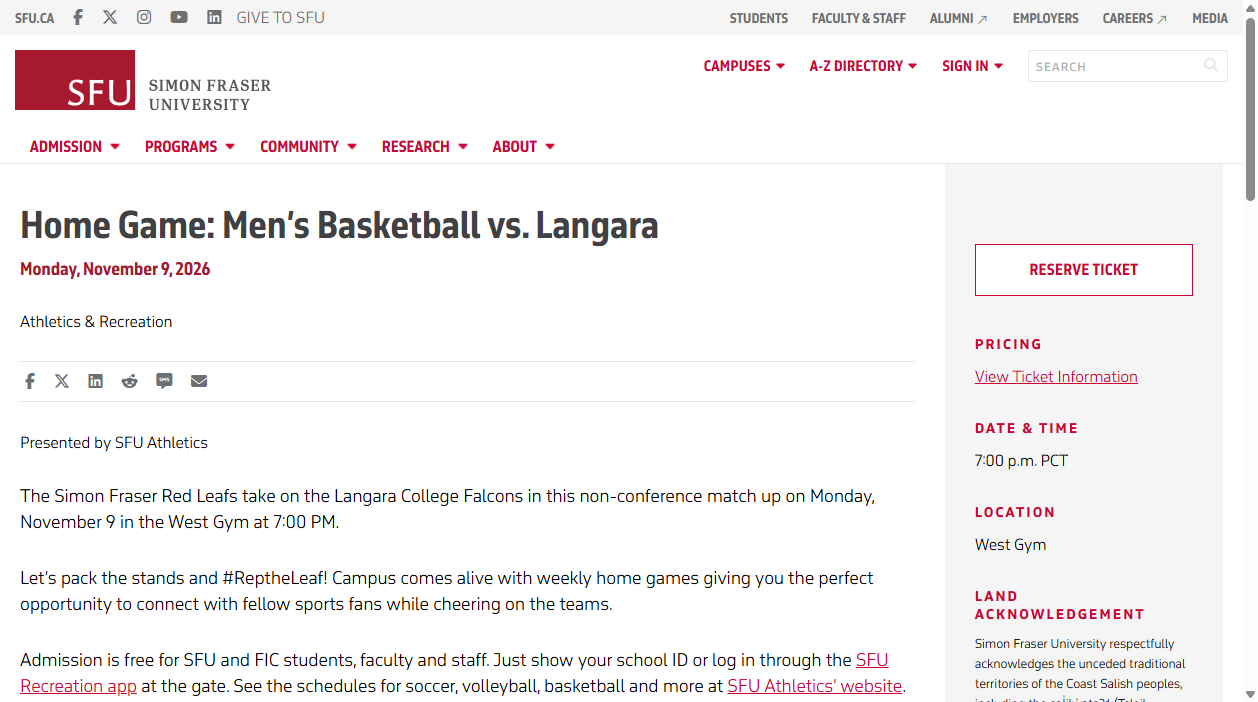 SFU.CA GIVE TO SFU STUDENTS FACULTY & STAFF ALUMNI EMPLOYERS CAREERS MEDIA
SFU SIMON FRASER
UNIVERSITY
CAMPUSES A-Z DIRECTORY SIGN IN SEARCH
ADMISSION PROGRAMS COMMUNITY RESEARCH ABOUT
Home Game: Men's Basketball vs. Langara
Monday, November 9, 2026
Athletics & Recreation
SMS
Presented by SFU Athletics
The Simon Fraser Red Leafs take on the Langara College Falcons in this non-conference match up on Monday,
November 9 in the West Gym at 7:00 PM.
Let's pack the stands and #ReptheLeaf! Campus comes alive with weekly home games giving you the perfect
opportunity to connect with fellow sports fans while cheering on the teams.
Admission is free for SFU and FIC students, faculty and staff. Just show your school ID or log in through the SFU
Recreation app at the gate. See the schedules for soccer, volleyball, basketball and more at SFU Athletics' website.
RESERVE TICKET
PRICING
View Ticket Information
DATE & TIME
7:00 p.m. PCT
LOCATION
West Gym
LAND
ACKNOWLEDGEMENT
Simon Fraser University respectfully
acknowledges the unceded traditional
territories of the Coast Salish peoples,
including the